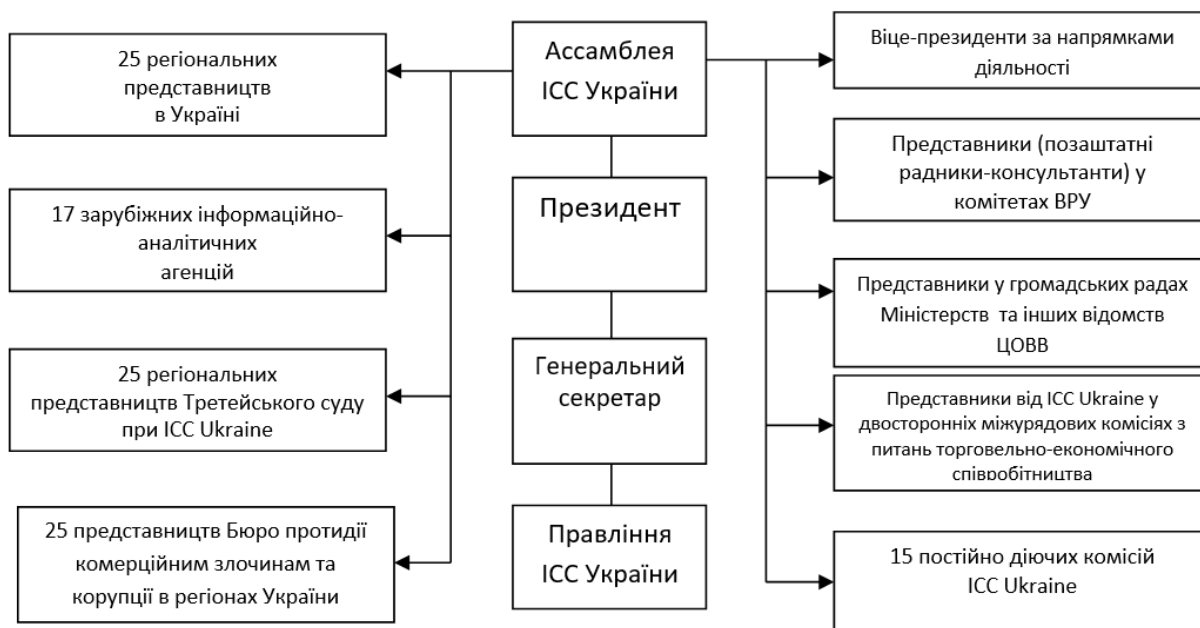 25 регіональних
представництв
в Україні
17 зарубіжних інформаційно-
аналітичних
агенцій
25 регіональних
представництв Третейського суду
при ICC Ukraine
25 представництв Бюро протидії
комерційним злочинам та
корупції в регіонах України
Ассамблея
ICC України
Президент
Генеральний
секретар
Правління
ICC України
Віце-президенти за напрямками
діяльності
Представники (позаштатні
радники-консультанти) у
комітетах ВРУ
Представники у громадських радах
Міністерств та інших відомств
ЦОВВ
Представники від ICC Ukraine у
двосторонніх міжурядових комісіях з
питань торговельно-економічного
співробітництва
15 постійно діючих комісій
ICC Ukraine